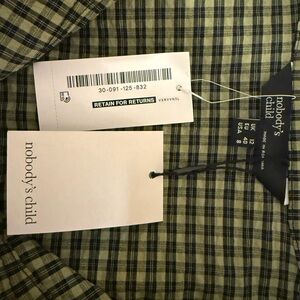 30-091-125-832
RETAIN FOR RETURNS
nobody's child
nobody's
child
UK 12
EU 40
USA 8